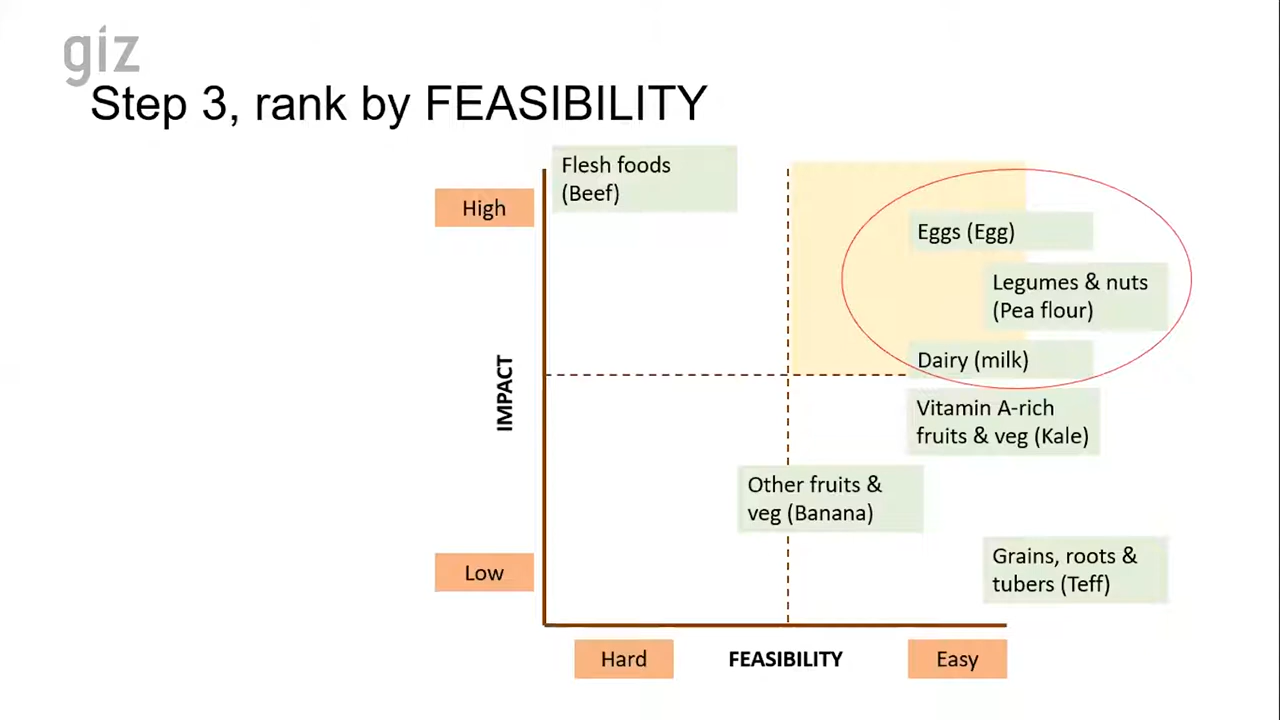 giz
Step 3, rank by FEASIBILITY
Flesh foods
(Beef)
High
Eggs (Egg)
Legumes & nuts
(Pea flour)
Dairy (milk)
IMPACT
Vitamin A-rich
fruits & veg (Kale)
Other fruits &
veg (Banana)
Grains, roots &
tubers (Teff)
Low
Hard
FEASIBILITY
Easy